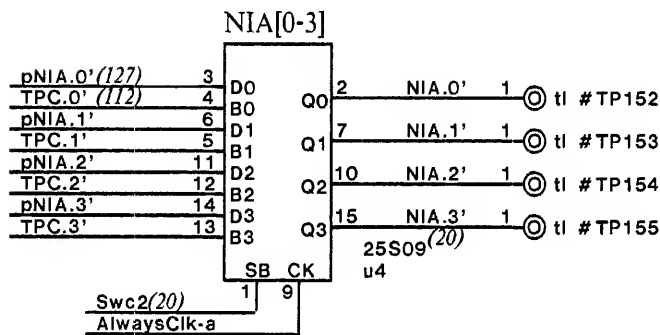 NIA[0-3]
pNIA.0' (127) 3 D0
TPC.0' (112) 4 B0
pNIA.1' 6 D1
TPC.1' 5 B1
pNIA.2' 11 D2
TPC.2' 12 B2
pNIA.3' 14 D3
TPC.3' 13 B3
Q0 2 NIA.0' 1 tl #TP152
Q1 7 NIA.1' 1 tl #TP153
Q2 10 NIA.2' 1 tl #TP154
Q3 15 NIA.3' (20) 1 tl #TP155
25S09
u4
SB CK
1 9
Swc2(20)
AlwaysClk-a